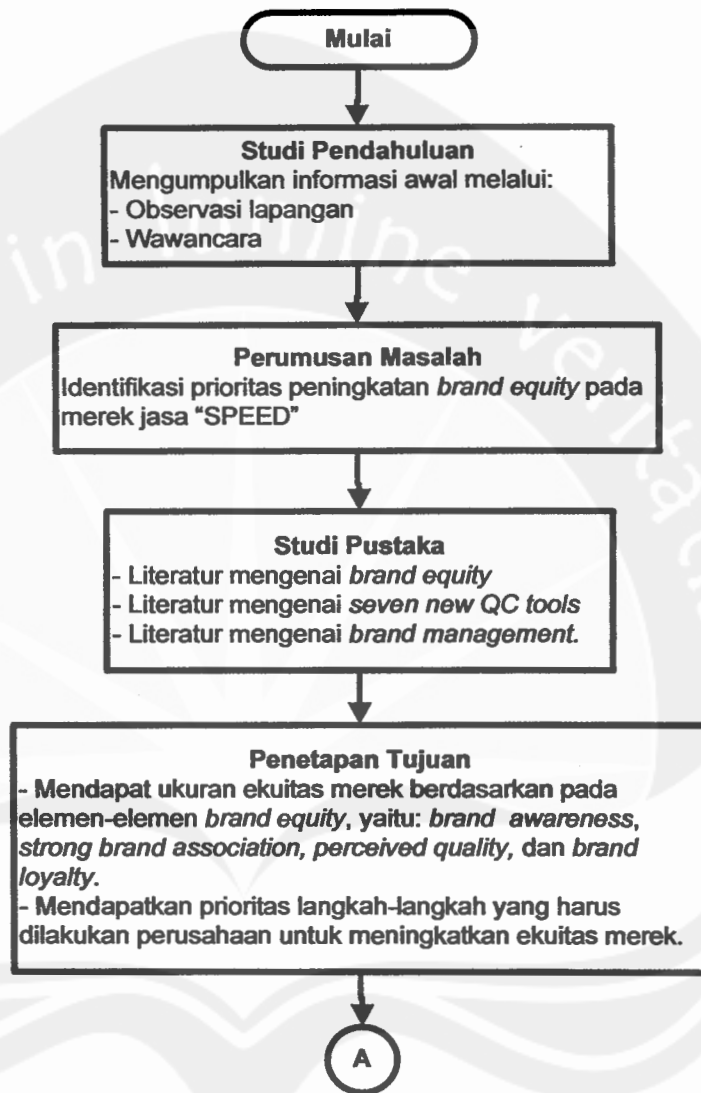 Mulai
Studi Pendahuluan
Mengumpulkan informasi awal melalui:
- Observasi lapangan
- Wawancara
in lumine veritas
Perumusan Masalah
Identifikasi prioritas peningkatan brand equity pada
merek jasa “SPEED”
Studi Pustaka
- Literatur mengenai brand equity
- Literatur mengenai seven new QC tools
- Literatur mengenai brand management.
Penetapan Tujuan
- Mendapat ukuran ekuitas merek berdasarkan pada
elemen-elemen brand equity, yaitu: brand awareness,
strong brand association, perceived quality, dan brand
loyalty.
- Mendapatkan prioritas langkah-langkah yang harus
dilakukan perusahaan untuk meningkatkan ekuitas merek.
A